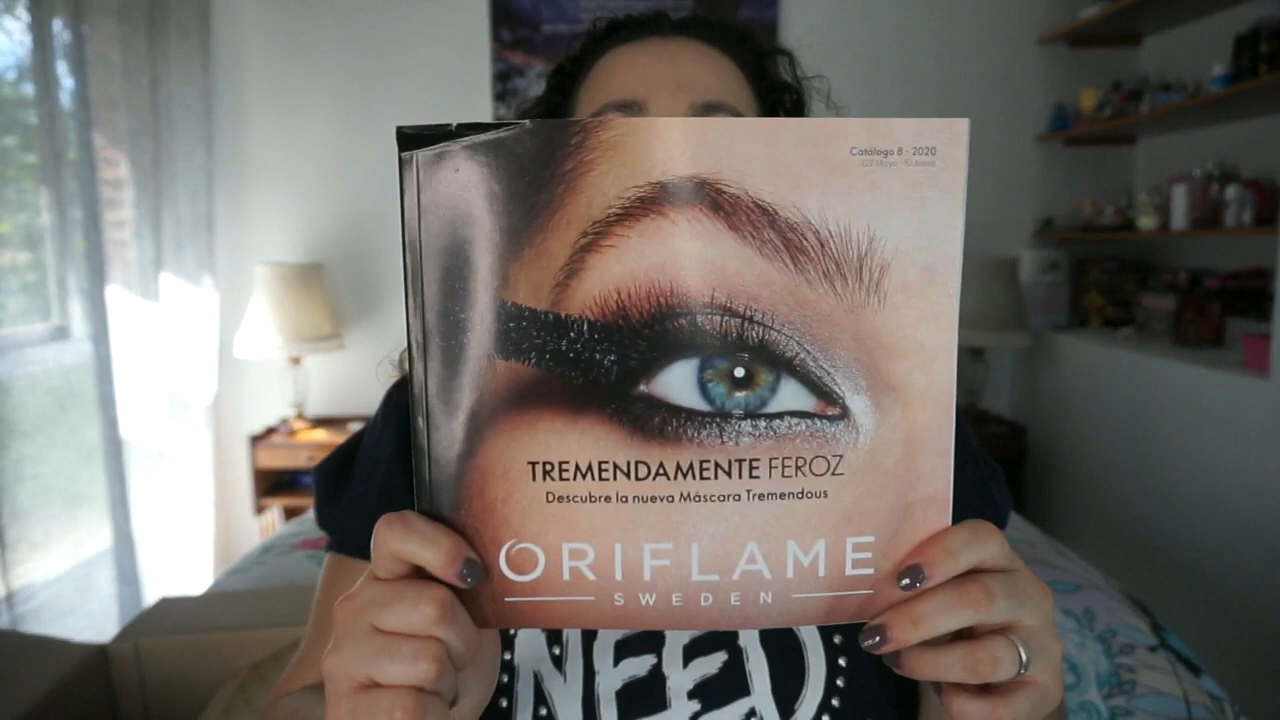 Catálogo 8 - 2020
TREMENDAMENTE FEROZ
Descubre la nueva Máscara Tremendous
ORIFLAME
SWEDEN
NEED